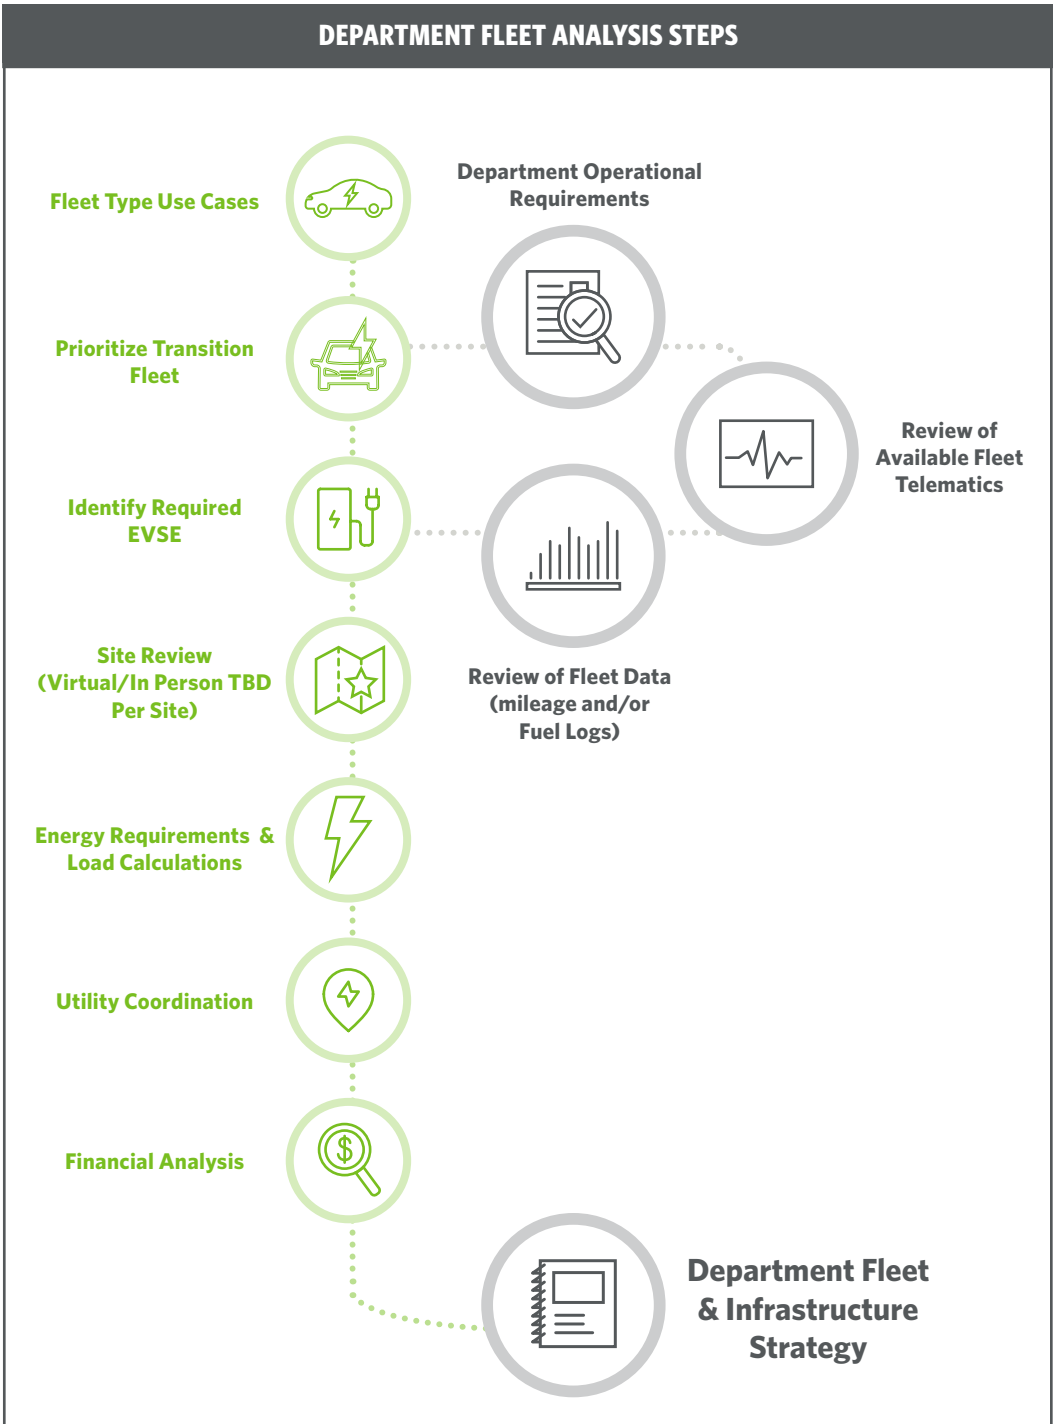 DEPARTMENT FLEET ANALYSIS STEPS
Fleet Type Use Cases
Department Operational
Requirements
Prioritize Transition
Fleet
Review of
Available Fleet
Telematics
Identify Required
EVSE
Site Review
(Virtual/In Person TBD
Per Site)
Review of Fleet Data
(mileage and/or
Fuel Logs)
Energy Requirements &
Load Calculations
Utility Coordination
Financial Analysis
$
Department Fleet
& Infrastructure
Strategy